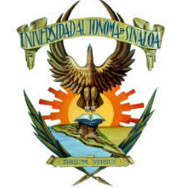 UNIVERSIDAD AUTONOMA DE SINALOA
SURSUM VERSUS